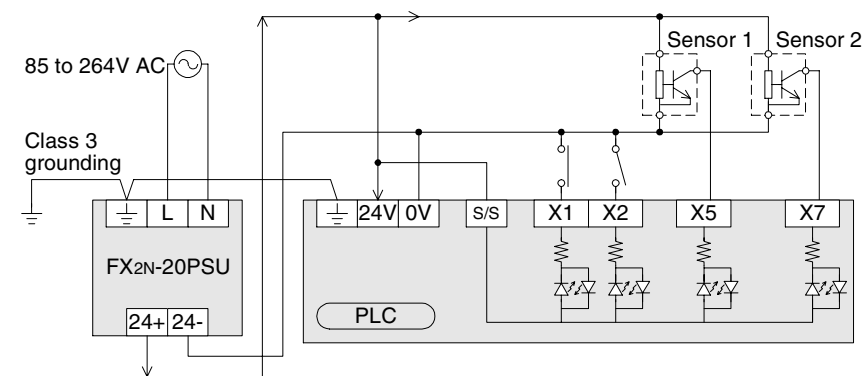 Sensor 1 Sensor 2
85 to 264V AC
Class 3
grounding
L N 24V 0V S/S X1 X2 X5 X7
FX2N-20PSU
24+ 24- PLC